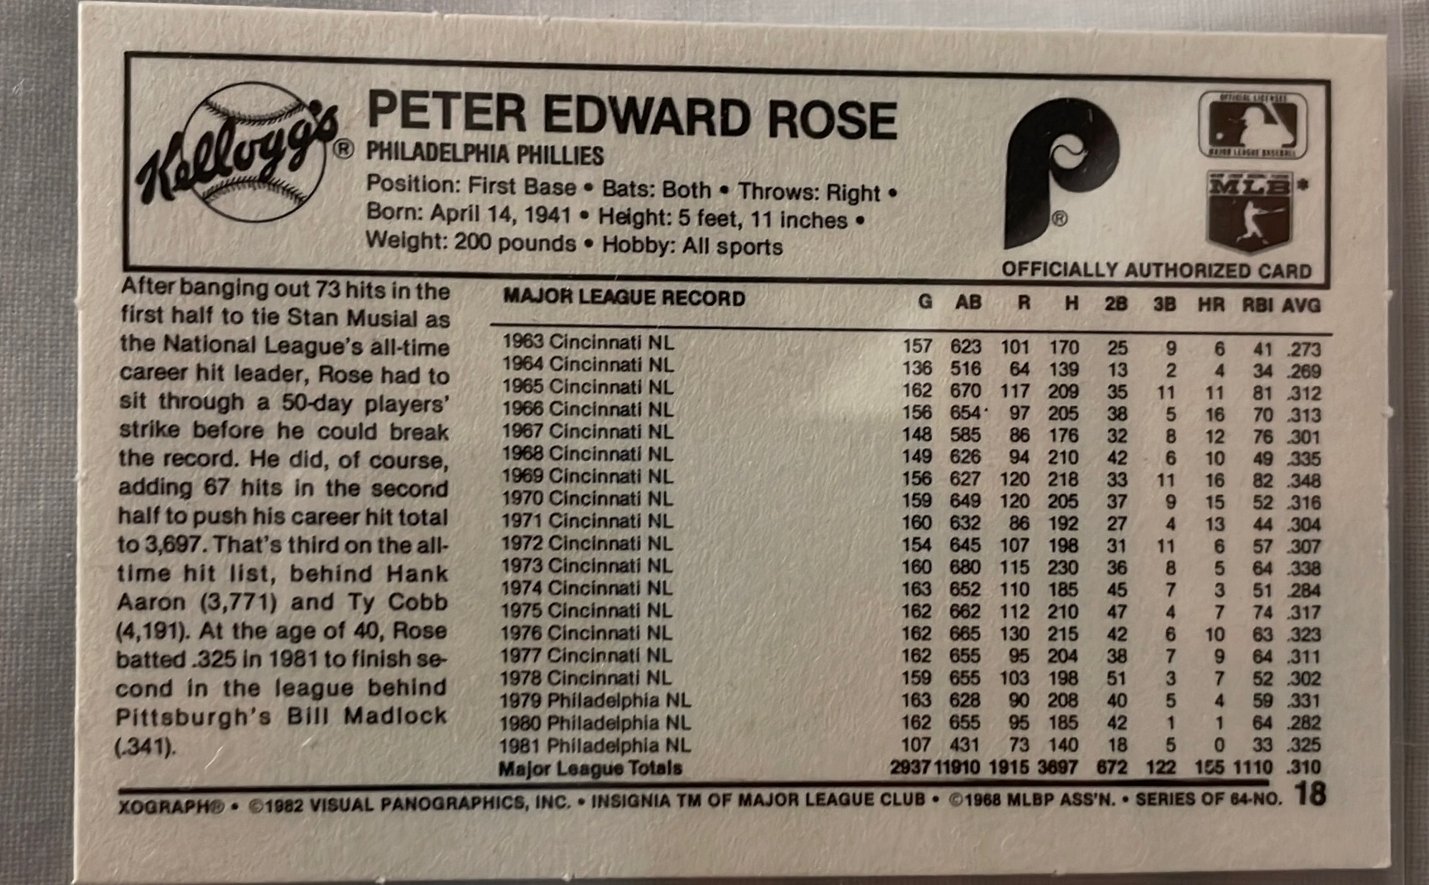 Kellogg's®
PETER EDWARD ROSE
PHILADELPHIA PHILLIES
Position: First Base • Bats: Both • Throws: Right •
Born: April 14, 1941 • Height: 5 feet, 11 inches •
Weight: 200 pounds • Hobby: All sports
P ®
OFFICIAL LICENSEE
MAJOR LEAGUE BASEBALL
MLB*
OFFICIALLY AUTHORIZED CARD
After banging out 73 hits in the
first half to tie Stan Musial as
the National League's all-time
career hit leader, Rose had to
sit through a 50-day players'
strike before he could break
the record. He did, of course,
adding 67 hits in the second
half to push his career hit total
to 3,697. That's third on the all-
time hit list, behind Hank
Aaron (3,771) and Ty Cobb
(4,191). At the age of 40, Rose
batted .325 in 1981 to finish se-
cond in the league behind
Pittsburgh's Bill Madlock
(.341).
MAJOR LEAGUE RECORD G AB R H 2B 3B HR RBI AVG
1963 Cincinnati NL 157 623 101 170 25 9 6 41 .273
1964 Cincinnati NL 136 516 64 139 13 2 4 34 .269
1965 Cincinnati NL 162 670 117 209 35 11 11 81 .312
1966 Cincinnati NL 156 654 97 205 38 5 16 70 .313
1967 Cincinnati NL 148 585 86 176 32 8 12 76 .301
1968 Cincinnati NL 149 626 94 210 42 6 10 49 .335
1969 Cincinnati NL 156 627 120 218 33 11 16 82 .348
1970 Cincinnati NL 159 649 120 205 37 9 15 52 .316
1971 Cincinnati NL 160 632 86 192 27 4 13 44 .304
1972 Cincinnati NL 154 645 107 198 31 11 6 57 .307
1973 Cincinnati NL 160 680 115 230 36 8 5 64 .338
1974 Cincinnati NL 163 652 110 185 45 7 3 51 .284
1975 Cincinnati NL 162 662 112 210 47 4 7 74 .317
1976 Cincinnati NL 162 665 130 215 42 6 10 63 .323
1977 Cincinnati NL 162 655 95 204 38 7 9 64 .311
1978 Cincinnati NL 159 655 103 198 51 3 7 52 .302
1979 Philadelphia NL 163 628 90 208 40 5 4 59 .331
1980 Philadelphia NL 162 655 95 185 42 1 1 64 .282
1981 Philadelphia NL 107 431 73 140 18 5 0 33 .325
Major League Totals 2937 11910 1915 3697 672 122 155 1110 .310
XOGRAPH® • ©1982 VISUAL PANOGRAPHICS, INC. • INSIGNIA TM OF MAJOR LEAGUE CLUB • ©1968 MLBP ASS'N. • SERIES OF 64-NO. 18